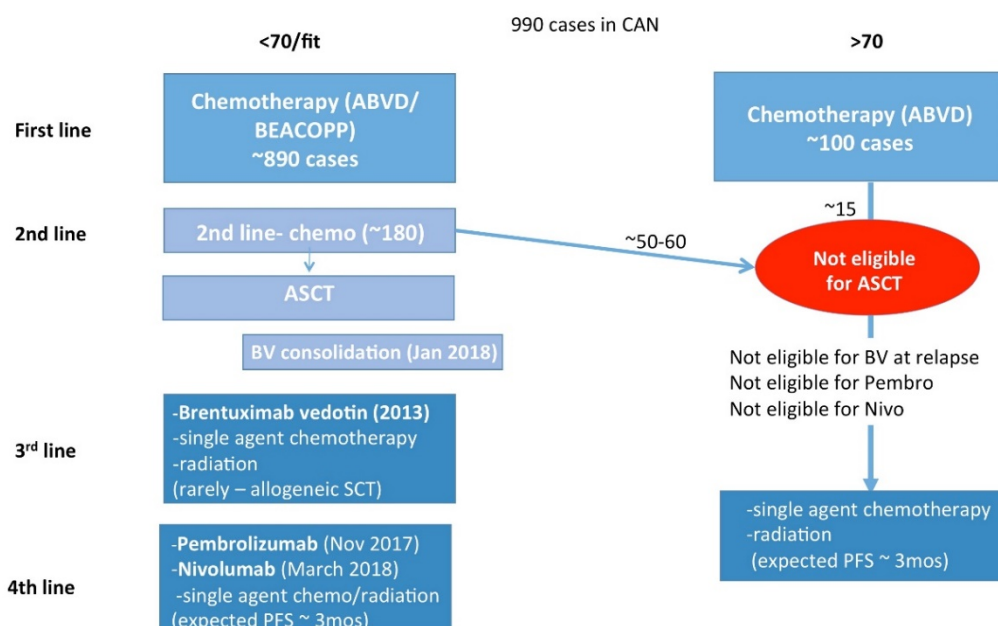 990 cases in CAN
<70/fit
>70
First line
Chemotherapy (ABVD/
BEACOPP)
~890 cases
Chemotherapy (ABVD)
~100 cases
2nd line
2nd line- chemo (~180)
~50-60
~15
Not eligible
for ASCT
ASCT
BV consolidation (Jan 2018)
Not eligible for BV at relapse
Not eligible for Pembro
Not eligible for Nivo
3rd line
-Brentuximab vedotin (2013)
-single agent chemotherapy
-radiation
(rarely – allogeneic SCT)
-single agent chemotherapy
-radiation
(expected PFS ~ 3mos)
4th line
-Pembrolizumab (Nov 2017)
-Nivolumab (March 2018)
-single agent chemo/radiation
(expected PFS ~ 3mos)